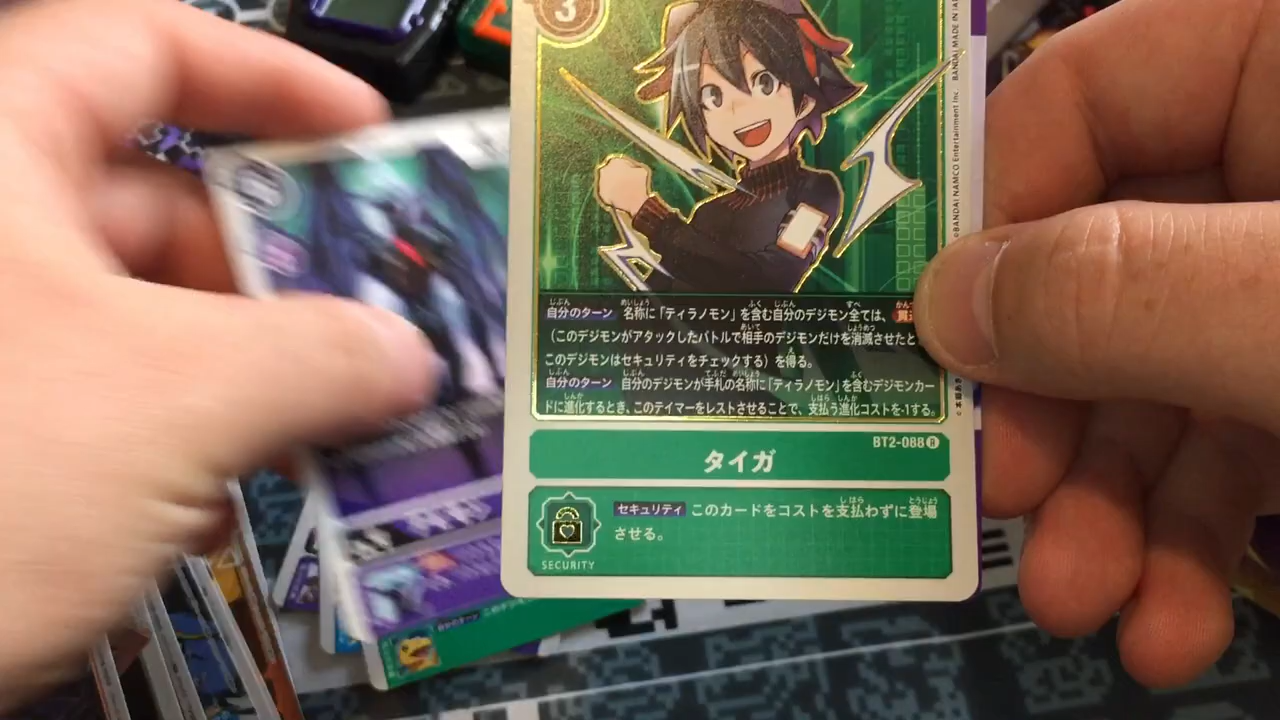 3
自分のターン 名称に「ティラノモン」を含む自分のデジモン全ては、
(このデジモンがアタックしたバトルで相手のデジモンだけを消滅させたと
このデジモンはセキュリティをチェックする)を得る。
自分のターン 自分のデジモンが手札の名称に「ティラノモン」を含むデジモンカー
ドに進化するとき、このテイマーをレストさせることで、支払う進化コストを-1する。
BT2-088 R
タイガ
セキュリティ このカードをコストを支払わずに登場
させる。
SECURITY
©BANDAI NAMCO Entertainment Inc. BANDAI MADE IN
自分のターン